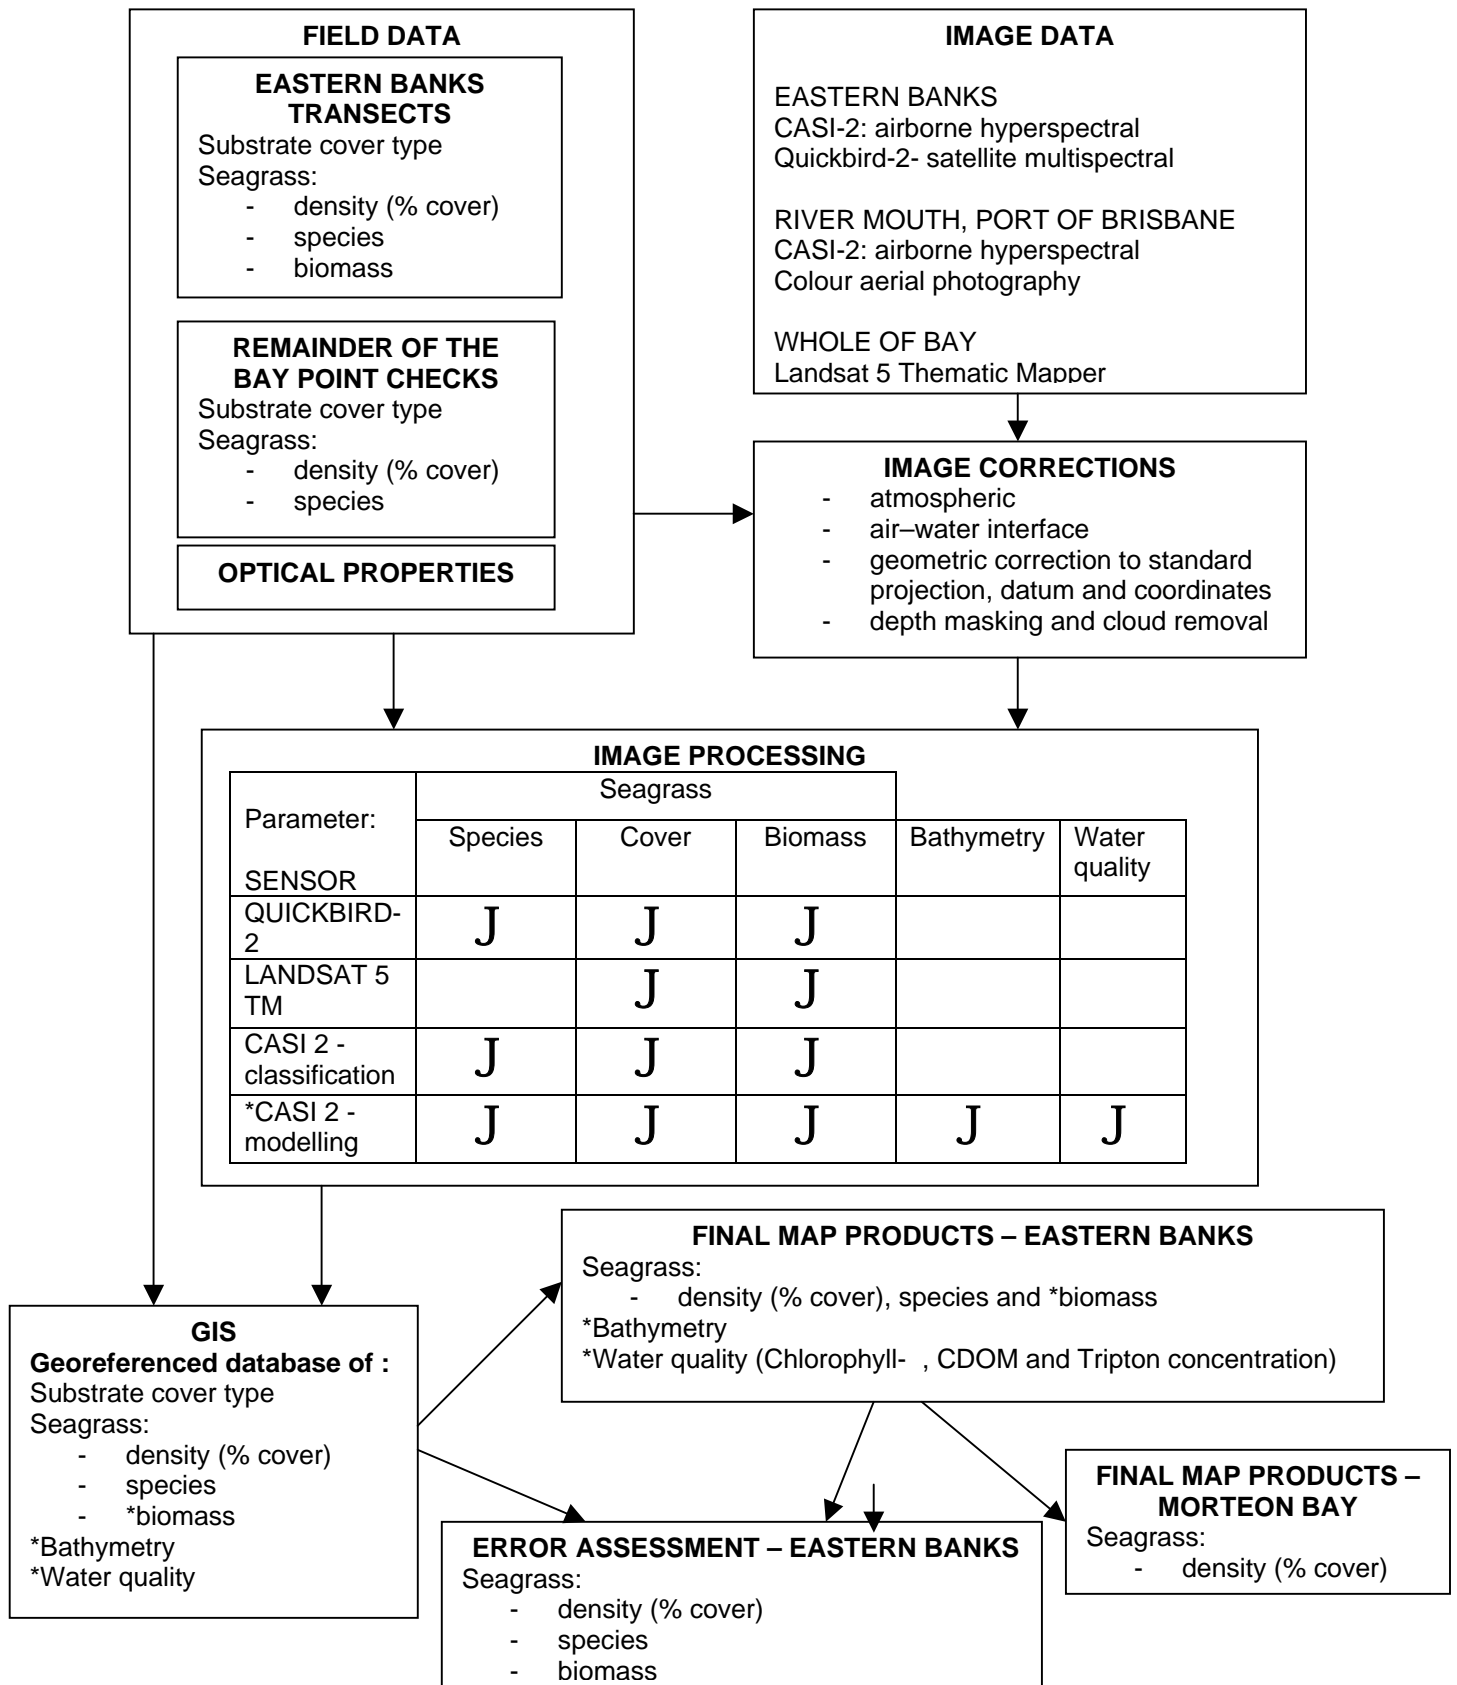 FIELD DATA
EASTERN BANKS
TRANSECTS
Substrate cover type
Seagrass:
- density (% cover)
- species
- biomass
REMAINDER OF THE
BAY POINT CHECKS
Substrate cover type
Seagrass:
- density (% cover)
- species
OPTICAL PROPERTIES
IMAGE DATA
EASTERN BANKS
CASI-2: airborne hyperspectral
Quickbird-2- satellite multispectral
RIVER MOUTH, PORT OF BRISBANE
CASI-2: airborne hyperspectral
Colour aerial photography
WHOLE OF BAY
Landsat 5 Thematic Mapper
IMAGE CORRECTIONS
- atmospheric
- air–water interface
- geometric correction to standard
projection, datum and coordinates
- depth masking and cloud removal
IMAGE PROCESSING
Parameter:
SENSOR
Seagrass
Species Cover Biomass Bathymetry Water
quality
QUICKBIRD-
2
J J J
LANDSAT 5
TM
J J
CASI 2 -
classification
J J J
*CASI 2 -
modelling
J J J J J
FINAL MAP PRODUCTS – EASTERN BANKS
Seagrass:
- density (% cover), species and *biomass
*Bathymetry
*Water quality (Chlorophyll- , CDOM and Tripton concentration)
GIS
Georeferenced database of :
Substrate cover type
Seagrass:
- density (% cover)
- species
- *biomass
*Bathymetry
*Water quality
FINAL MAP PRODUCTS –
MORTEON BAY
Seagrass:
- density (% cover)
ERROR ASSESSMENT – EASTERN BANKS
Seagrass:
- density (% cover)
- species
- biomass